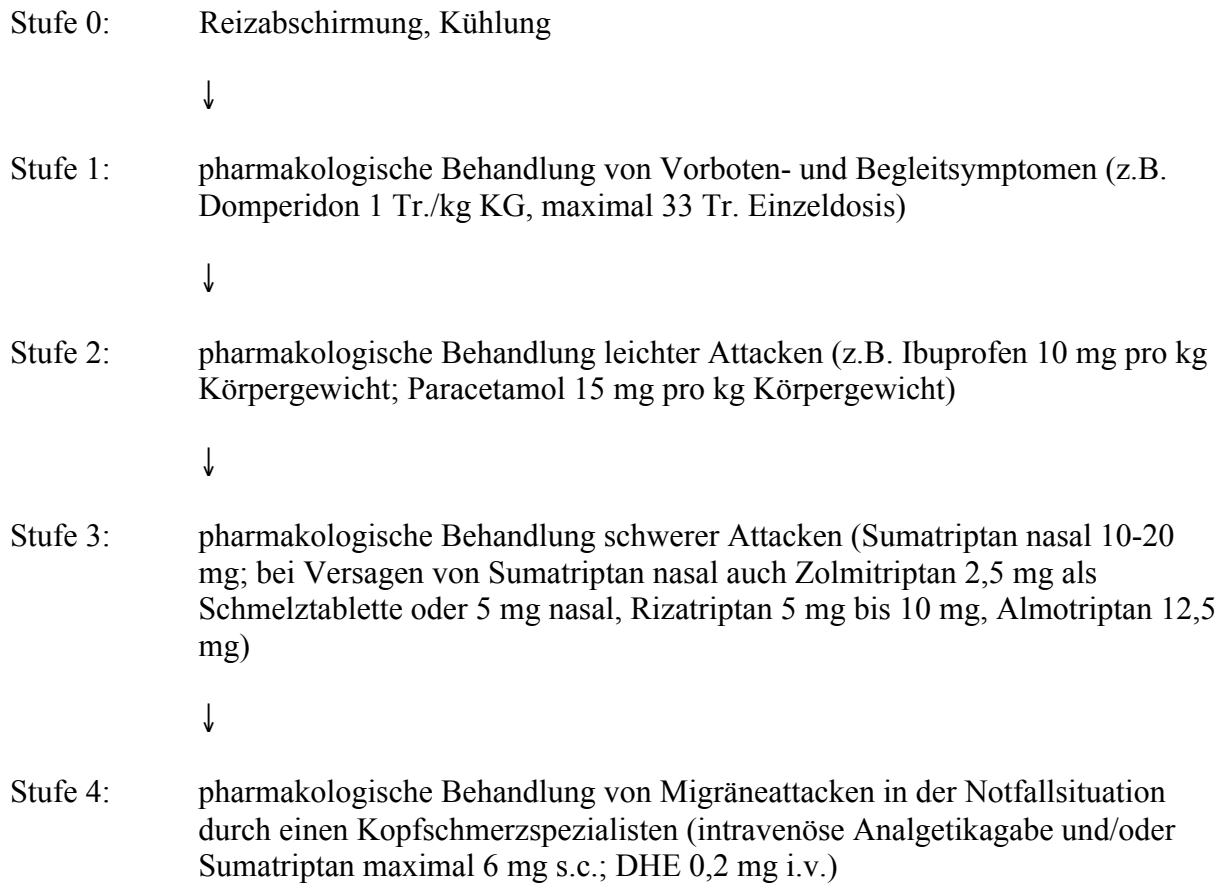 Stufe 0: Reizabschirmung, Kühlung
↓
Stufe 1: pharmakologische Behandlung von Vorboten- und Begleitsymptomen (z.B.
Domperidon 1 Tr./kg KG, maximal 33 Tr. Einzeldosis)
↓
Stufe 2: pharmakologische Behandlung leichter Attacken (z.B. Ibuprofen 10 mg pro kg
Körpergewicht; Paracetamol 15 mg pro kg Körpergewicht)
↓
Stufe 3: pharmakologische Behandlung schwerer Attacken (Sumatriptan nasal 10-20
mg; bei Versagen von Sumatriptan nasal auch Zolmitriptan 2,5 mg als
Schmelztablette oder 5 mg nasal, Rizatriptan 5 mg bis 10 mg, Almotriptan 12,5
mg)
↓
Stufe 4: pharmakologische Behandlung von Migräneattacken in der Notfallsituation
durch einen Kopfschmerzspezialisten (intravenöse Analgetikagabe und/oder
Sumatriptan maximal 6 mg s.c.; DHE 0,2 mg i.v.)